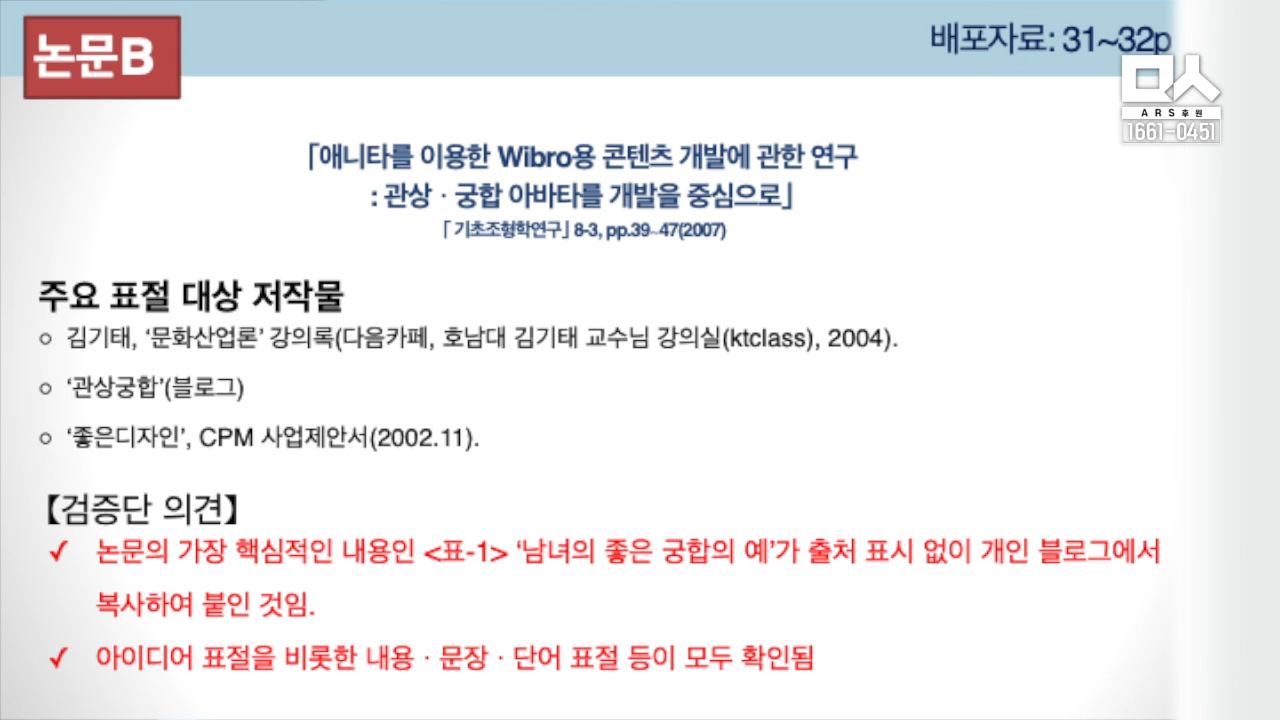 논문B
배포자료: 31~32p
ㅁ人
ARS후원
1661-0451
「애니타를 이용한 Wibro용 콘텐츠 개발에 관한 연구
: 관상 · 궁합 아바타를 개발을 중심으로」
「기초조형학연구」 8-3, pp.39~47(2007)
주요 표절 대상 저작물
○ 김기태, ‘문화산업론’ 강의록(다음카페, 호남대 김기태 교수님 강의실(ktclass), 2004).
○ ‘관상궁합’(블로그)
○ ‘좋은디자인’, CPM 사업제안서(2002.11).
【검증단 의견】
✓ 논문의 가장 핵심적인 내용인 <표-1> ‘남녀의 좋은 궁합의 예’가 출처 표시 없이 개인 블로그에서
복사하여 붙인 것임.
✓ 아이디어 표절을 비롯한 내용 · 문장 · 단어 표절 등이 모두 확인됨